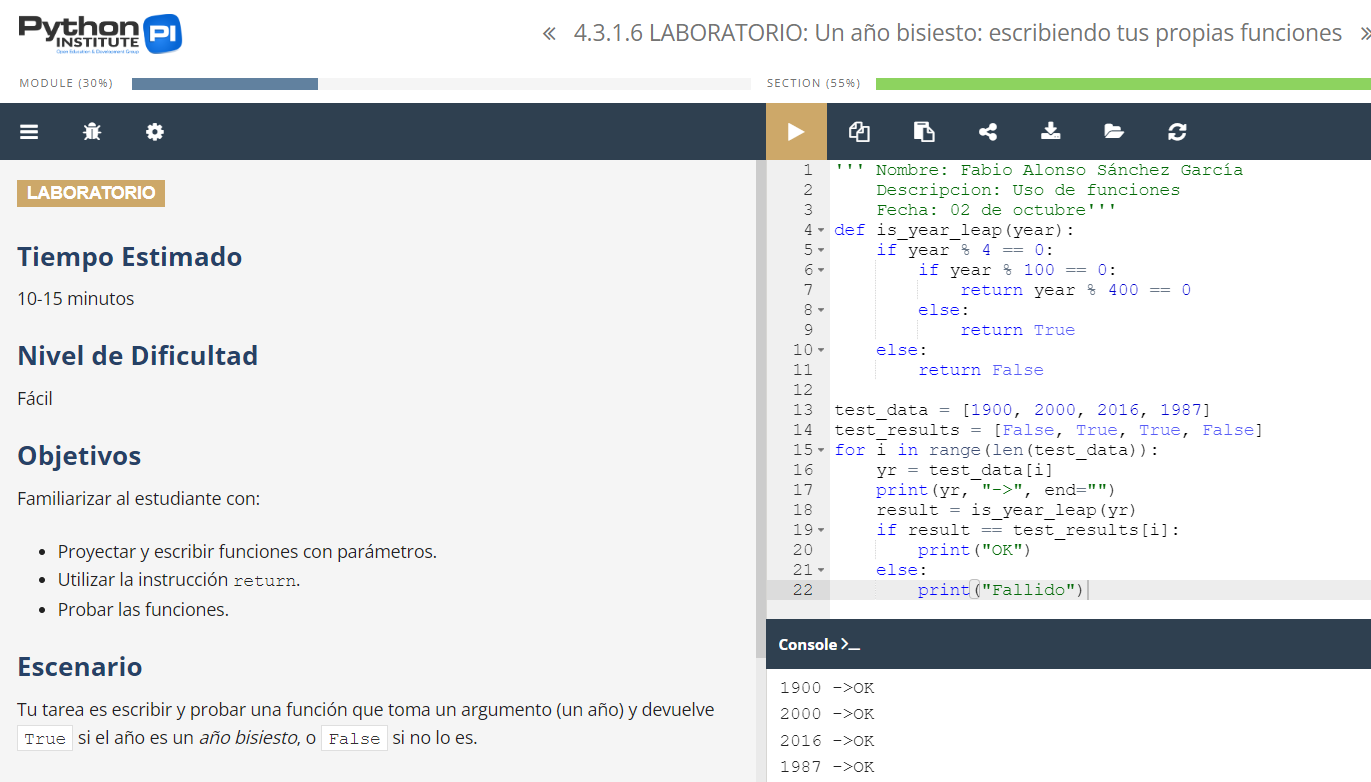 Python
INSTITUTE
PI
Open Education & Development Group
« 4.3.1.6 LABORATORIO: Un año bisiesto: escribiendo tus propias funciones »
MODULE (30%)
SECTION (55%)
LABORATORIO
Tiempo Estimado
10-15 minutos
Nivel de Dificultad
Fácil
Objetivos
Familiarizar al estudiante con:
• Proyectar y escribir funciones con parámetros.
• Utilizar la instrucción return.
• Probar las funciones.
Escenario
Tu tarea es escribir y probar una función que toma un argumento (un año) y devuelve
True si el año es un año bisiesto, o False si no lo es.
1 ''' Nombre: Fabio Alonso Sánchez García
2     Descripcion: Uso de funciones
3     Fecha: 02 de octubre'''
4 def is_year_leap(year):
5     if year % 4 == 0:
6         if year % 100 == 0:
7             return year % 400 == 0
8         else:
9             return True
10     else:
11         return False
12
13 test_data = [1900, 2000, 2016, 1987]
14 test_results = [False, True, True, False]
15 for i in range(len(test_data)):
16     yr = test_data[i]
17     print(yr, "->", end="")
18     result = is_year_leap(yr)
19     if result == test_results[i]:
20         print("OK")
21     else:
22         print("Fallido")
Console >_
1900 ->OK
2000 ->OK
2016 ->OK
1987 ->OK